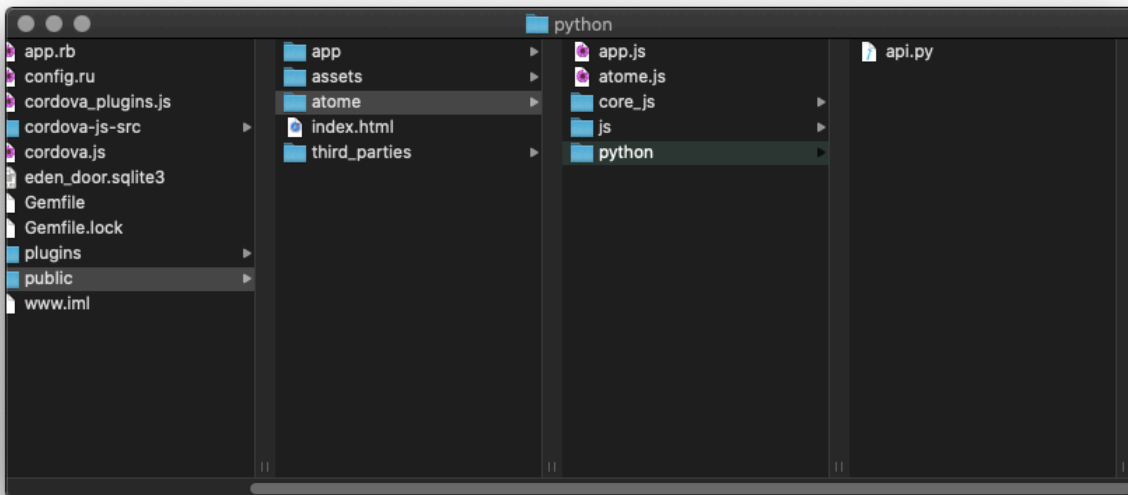 python
app.rb
config.ru
cordova_plugins.js
cordova-js-src
cordova.js
eden_door.sqlite3
Gemfile
Gemfile.lock
plugins
public
www.iml
app
assets
atome
index.html
third_parties
app.js
atome.js
core_js
js
python
api.py